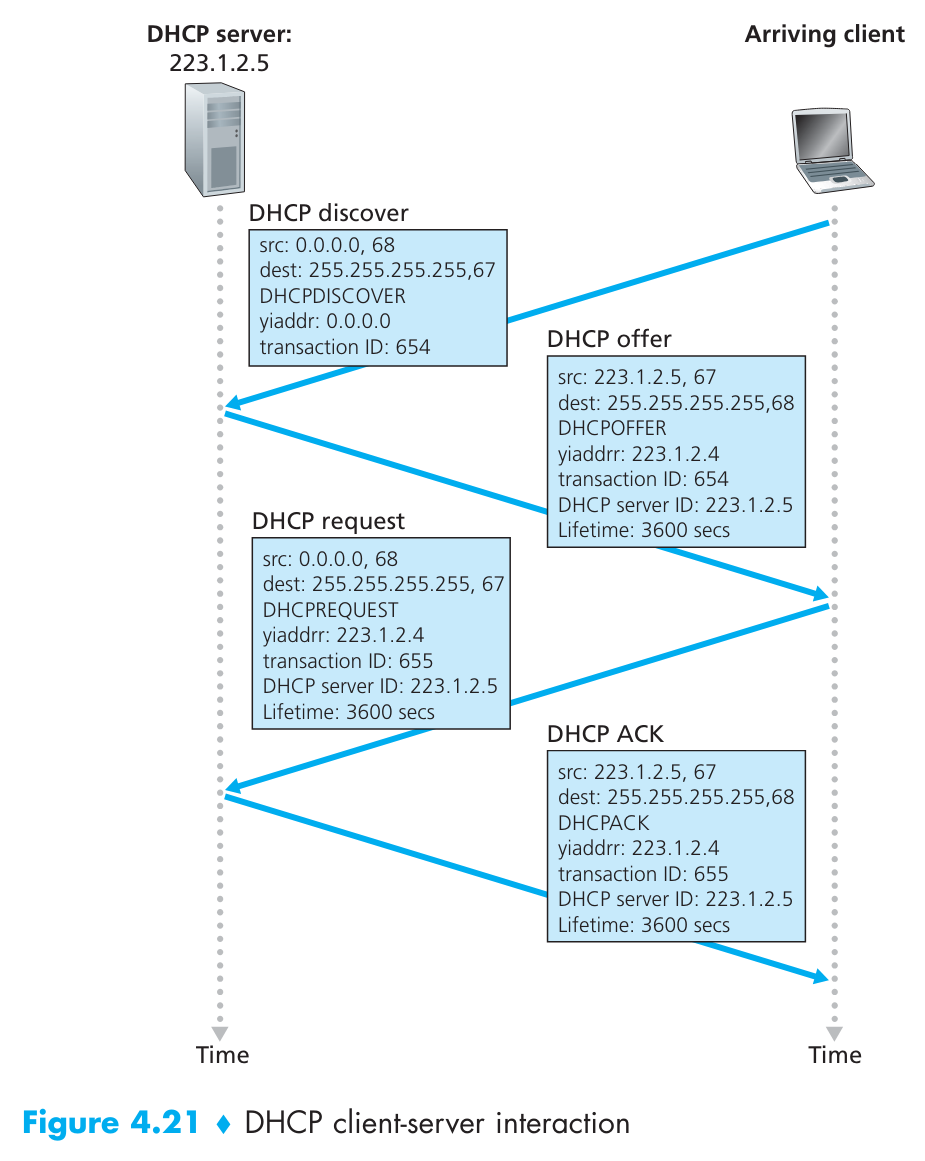 DHCP server:
223.1.2.5
Arriving client
DHCP discover
src: 0.0.0.0, 68
dest: 255.255.255.255,67
DHCPDISCOVER
yiaddr: 0.0.0.0
transaction ID: 654
DHCP offer
src: 223.1.2.5, 67
dest: 255.255.255.255,68
DHCPOFFER
yiaddrr: 223.1.2.4
transaction ID: 654
DHCP server ID: 223.1.2.5
Lifetime: 3600 secs
DHCP request
src: 0.0.0.0, 68
dest: 255.255.255.255, 67
DHCPREQUEST
yiaddrr: 223.1.2.4
transaction ID: 655
DHCP server ID: 223.1.2.5
Lifetime: 3600 secs
DHCP ACK
src: 223.1.2.5, 67
dest: 255.255.255.255,68
DHCPACK
yiaddrr: 223.1.2.4
transaction ID: 655
DHCP server ID: 223.1.2.5
Lifetime: 3600 secs
Time
Time
Figure 4.21 ♦ DHCP client-server interaction